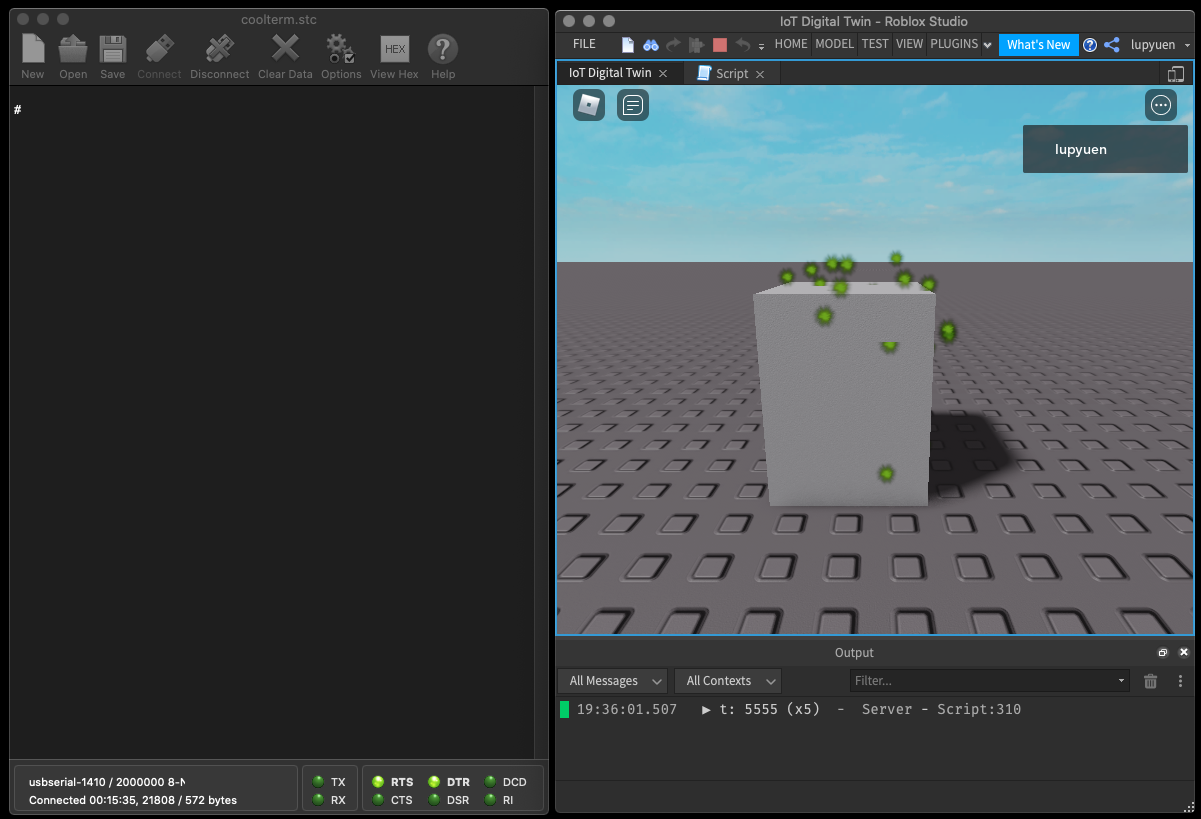 coolterm.stc
New Open Save Connect Disconnect Clear Data Options View Hex Help
HEX
#
usbserial-1410 / 2000000 8-N
Connected 00:15:35, 21808 / 572 bytes
TX RTS DTR DCD
RX CTS DSR RI
IoT Digital Twin - Roblox Studio
FILE HOME MODEL TEST VIEW PLUGINS What's New lupyuen
IoT Digital Twin Script
lupyuen
Output
All Messages All Contexts Filter...
19:36:01.507 ▶ t: 5555 (x5) - Server - Script:310